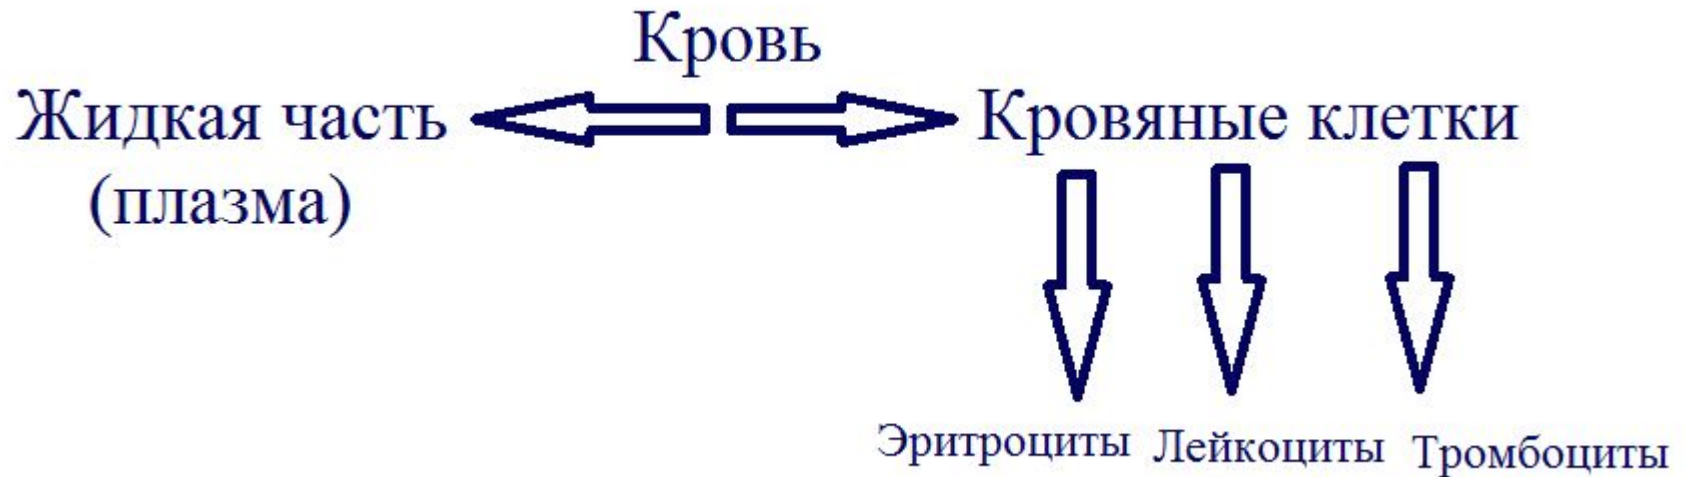 Кровь
Жидкая часть
(плазма)
Кровяные клетки
Эритроциты
Лейкоциты
Тромбоциты